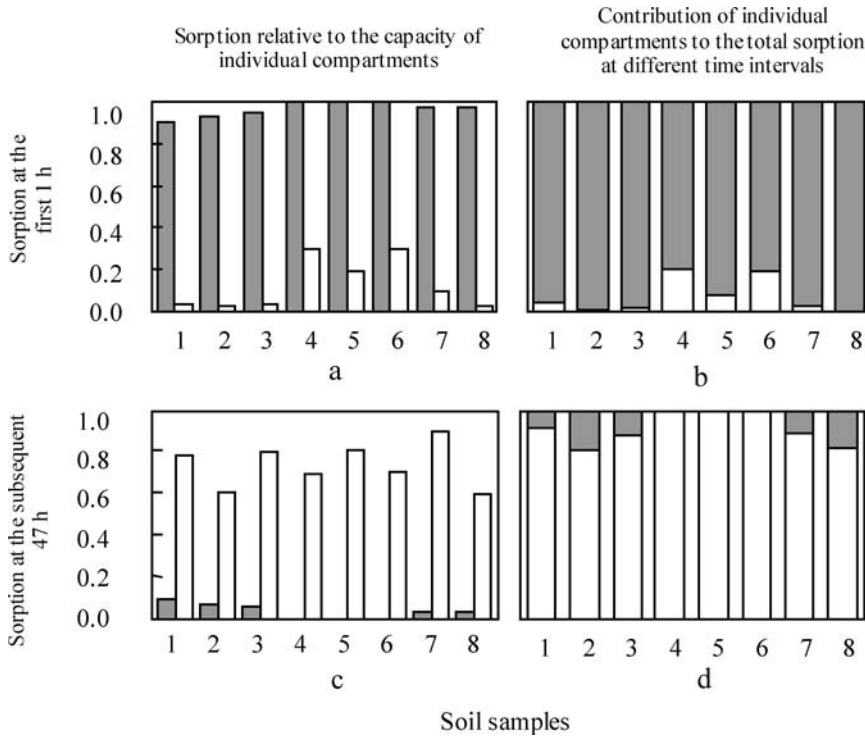 Sorption relative to the capacity of
individual compartments
Contribution of individual
compartments to the total sorption
at different time intervals
Sorption at the
first 1 h
1.0
0.8
0.6
0.4
0.2
0.0
1 2 3 4 5 6 7 8
a
1 2 3 4 5 6 7 8
b
Sorption at the subsequent
47 h
1.0
0.8
0.6
0.4
0.2
0.0
1 2 3 4 5 6 7 8
c
1 2 3 4 5 6 7 8
d
Soil samples